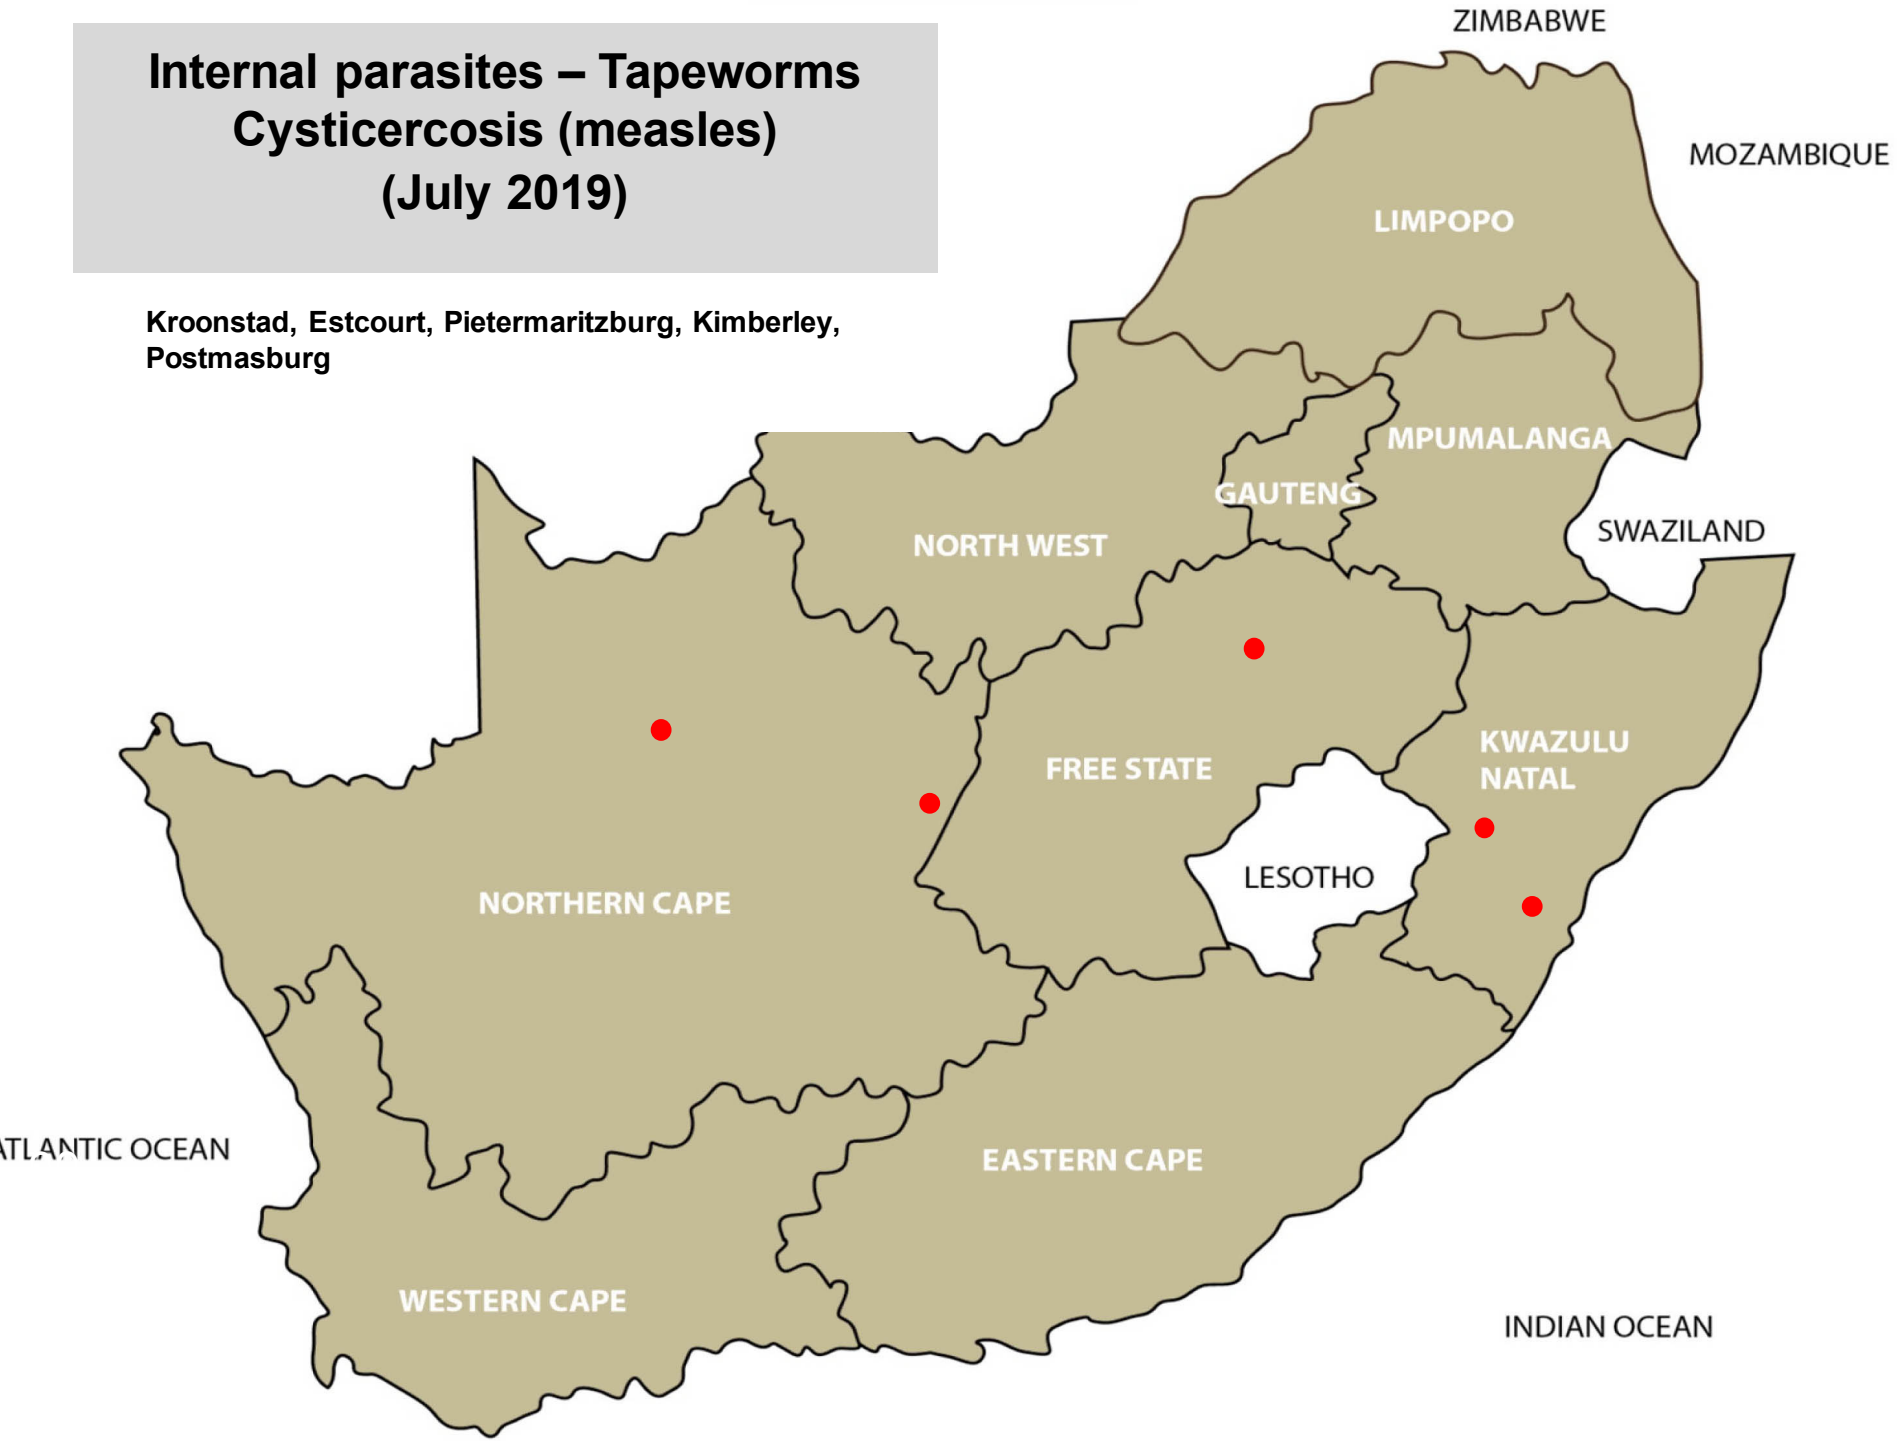 Internal parasites – Tapeworms
Cysticercosis (measles)
(July 2019)
Kroonstad, Estcourt, Pietermaritzburg, Kimberley,
Postmasburg
ZIMBABWE
MOZAMBIQUE
LIMPOPO
MPUMALANGA
GAUTENG
SWAZILAND
NORTH WEST
KWAZULU
NATAL
FREE STATE
LESOTHO
NORTHERN CAPE
ATLANTIC OCEAN
EASTERN CAPE
WESTERN CAPE
INDIAN OCEAN